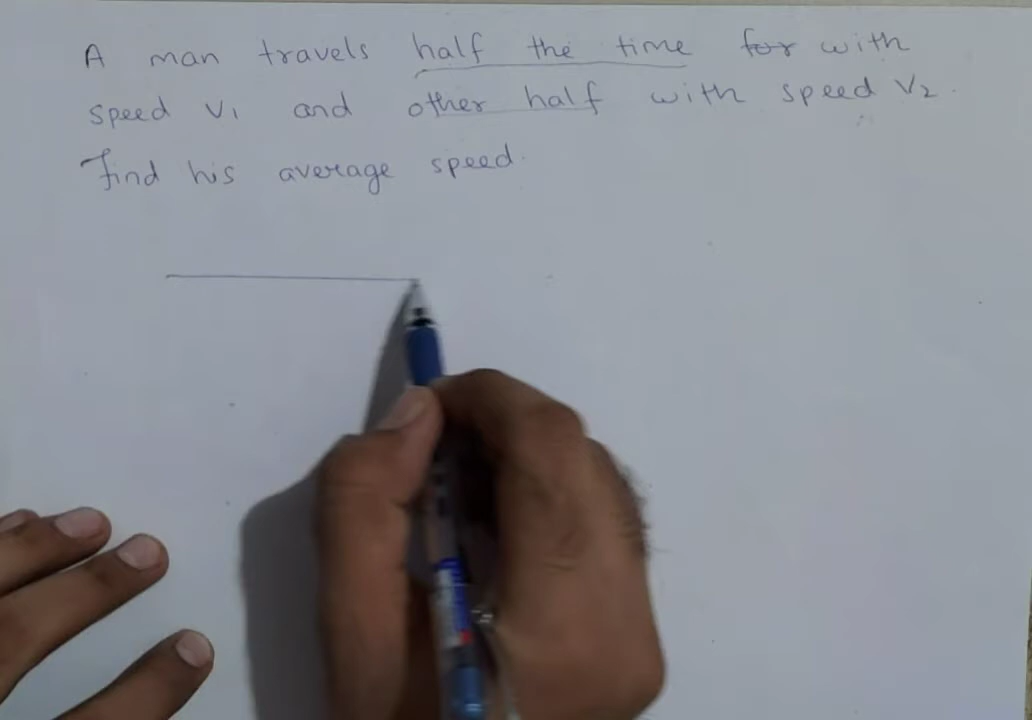 A man travels half the time for with
speed V1 and other half with speed V2.
Find his average speed.